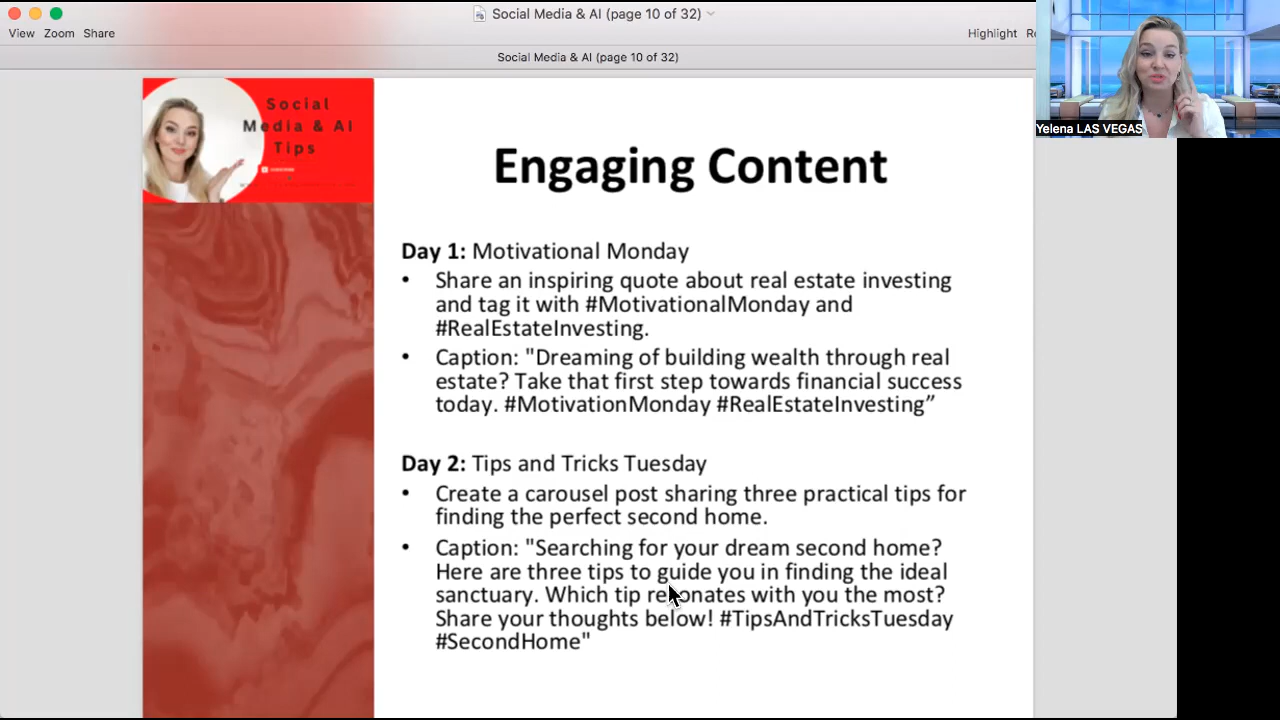 Social Media & AI (page 10 of 32)
View Zoom Share
Highlight
Social Media & AI (page 10 of 32)
Yelena LAS VEGAS
Social
Media & AI
Tips
Engaging Content
Day 1: Motivational Monday
• Share an inspiring quote about real estate investing
and tag it with #MotivationalMonday and
#RealEstateInvesting.
• Caption: "Dreaming of building wealth through real
estate? Take that first step towards financial success
today. #MotivationMonday #RealEstateInvesting”
Day 2: Tips and Tricks Tuesday
• Create a carousel post sharing three practical tips for
finding the perfect second home.
• Caption: "Searching for your dream second home?
Here are three tips to guide you in finding the ideal
sanctuary. Which tip resonates with you the most?
Share your thoughts below! #TipsAndTricksTuesday
#SecondHome"